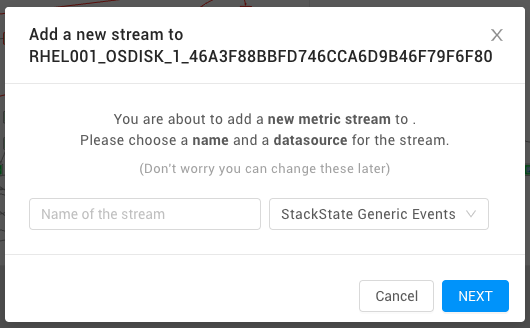 Add a new stream to
RHEL001_OSDISK_1_46A3F88BBFD746CCA6D9B46F79F6F80
You are about to add a new metric stream to .
Please choose a name and a datasource for the stream.
(Don't worry you can change these later)
Name of the stream
StackState Generic Events
Cancel
NEXT